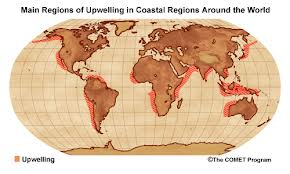 Main Regions of Upwelling in Coastal Regions Around the World
Upwelling
©The COMET Program